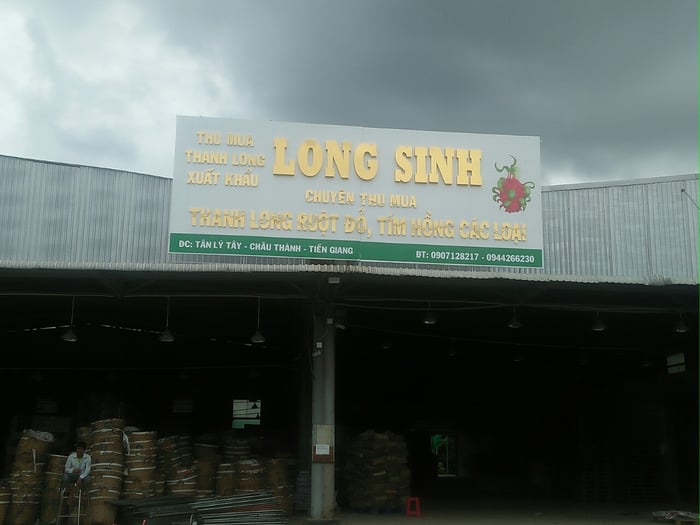 THU MUA
THANH LONG
XUẤT KHẨU
LONG SINH
CHUYÊN THU MUA
THANH LONG RUỘT ĐỎ, TÍM HỒNG CÁC LOẠI
ĐC: TÂN LÝ TÂY - CHÂU THÀNH - TIỀN GIANG
ĐT: 0907128217 - 0944266230